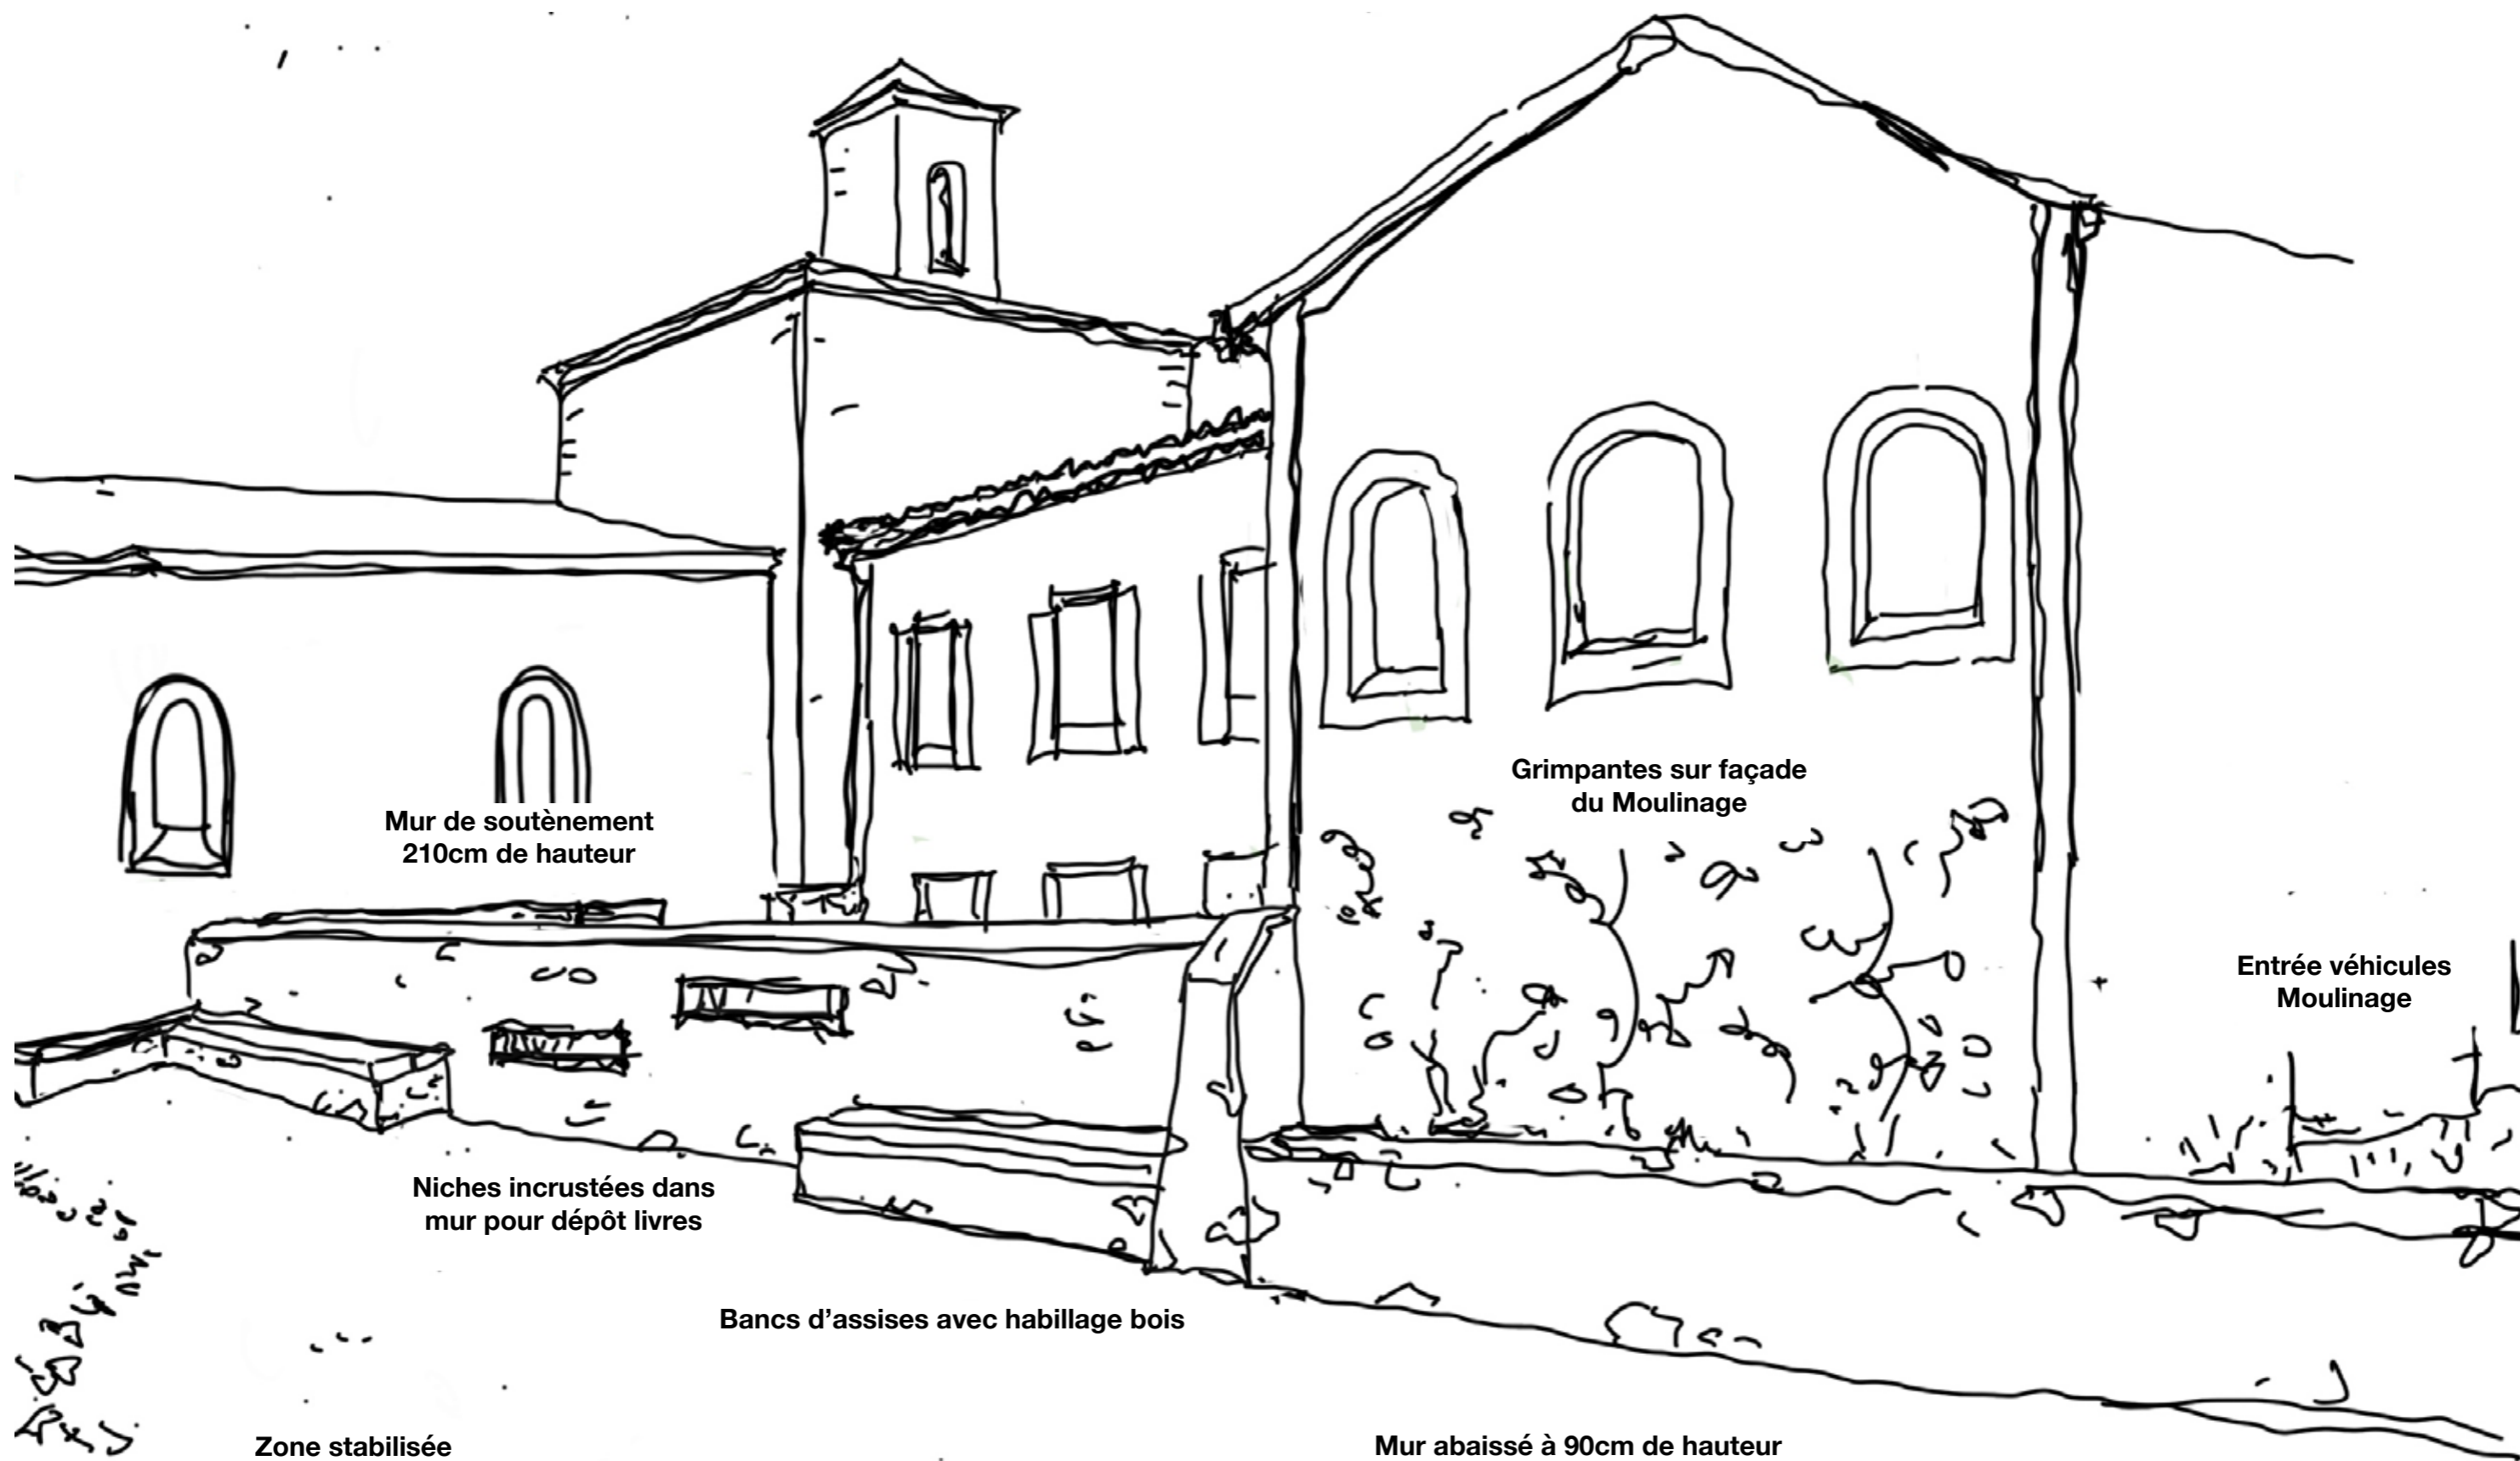 Grimpantes sur façade
du Moulinage
Mur de soutènement
210cm de hauteur
Entrée véhicules
Moulinage
Niches incrustées dans
mur pour dépôt livres
Bancs d’assises avec habillage bois
Zone stabilisée
Mur abaissé à 90cm de hauteur